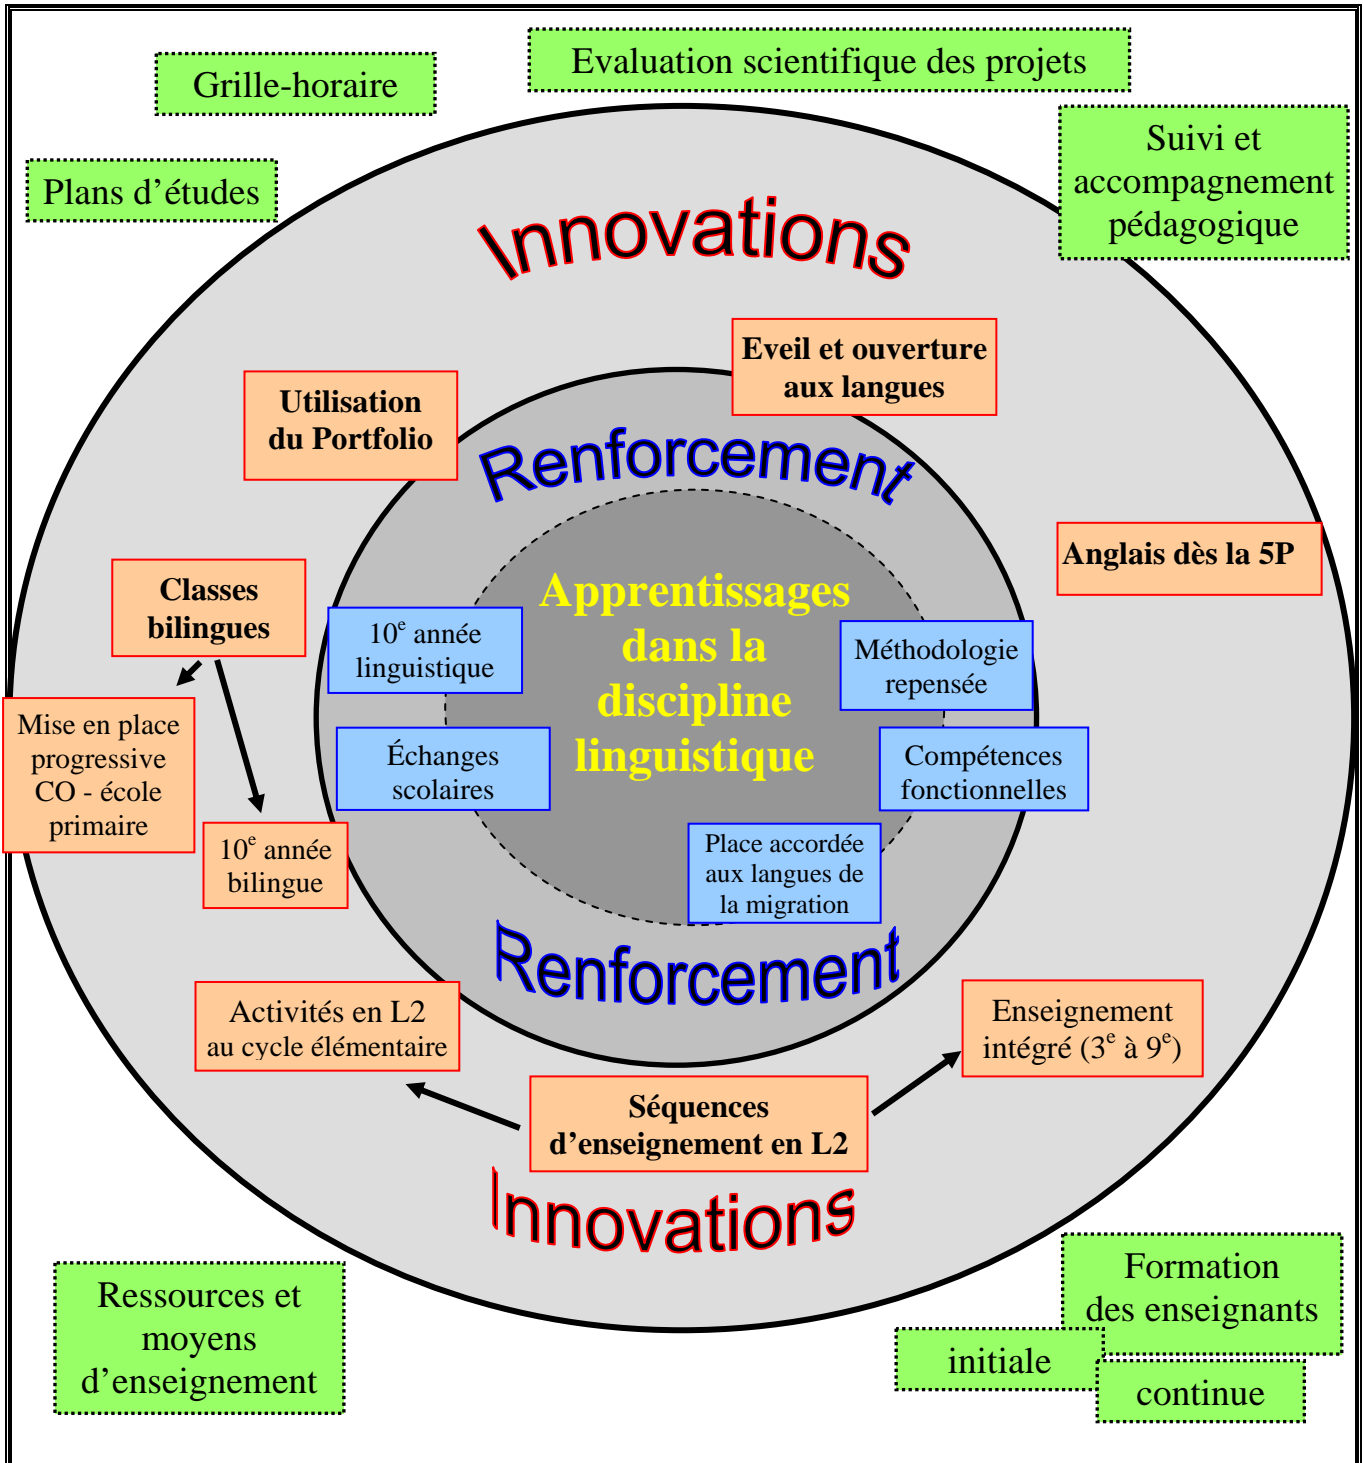 Evaluation scientifique des projets
Grille-horaire
Suivi et
accompagnement
pédagogique
Plans d’études
Innovations
Eveil et ouverture
aux langues
Utilisation
du Portfolio
Renforcement
Anglais dès la 5P
Classes
bilingues
Apprentissages
dans la
discipline
linguistique
10e année
linguistique
Méthodologie
repensée
Mise en place
progressive
CO - école
primaire
Échanges
scolaires
Compétences
fonctionnelles
10e année
bilingue
Place accordée
aux langues de
la migration
Renforcement
Activités en L2
au cycle élémentaire
Enseignement
intégré (3e à 9e)
Séquences
d’enseignement en L2
Innovations
Ressources et
moyens
d’enseignement
Formation
des enseignants
initiale
continue